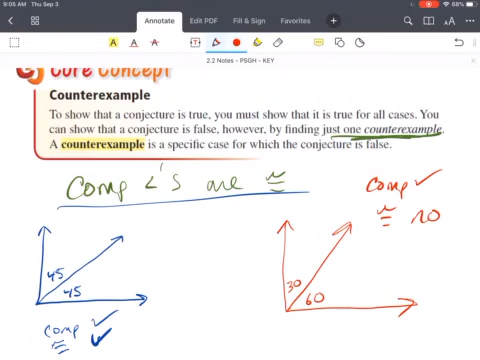 9:05 AM Sun Sep 3
68%
Annotate Edit PDF Fill & Sign Favorites
A A A
AA
2.2 Notes - PSGH - KEY
Core Concept
Counterexample
To show that a conjecture is true, you must show that it is true for all cases. You
can show that a conjecture is false, however, by finding just one counterexample.
A counterexample is a specific case for which the conjecture is false.
Comp ∠'s are ≅
Comp ✓
≅ no
45
45
30
60
comp ✓
≅ ✓